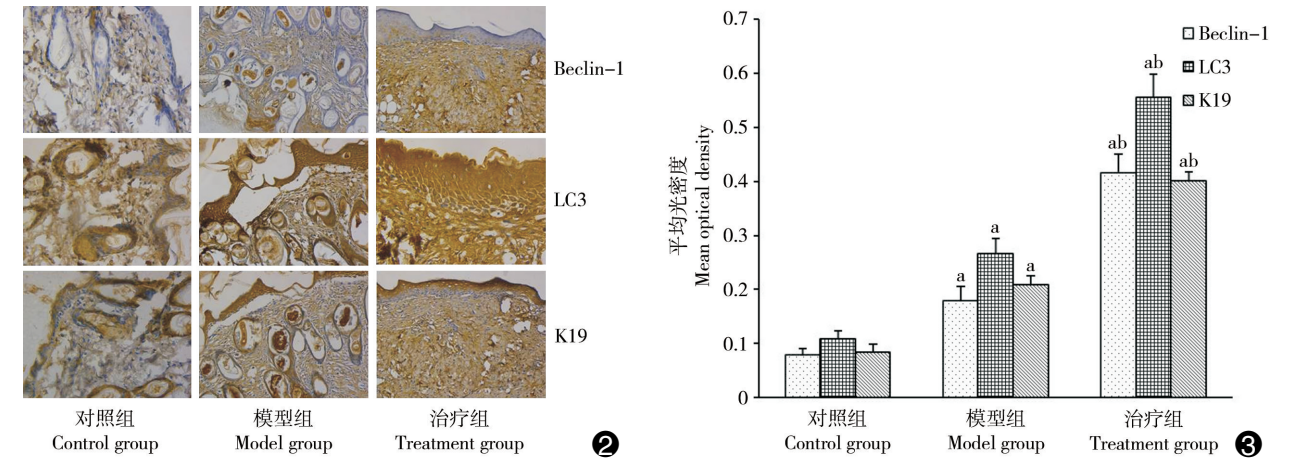 Beclin-1
LC3
K19
对照组
Control group
模型组
Model group
治疗组
Treatment group
2
平均光密度
Mean optical density
0.7
0.6
0.5
0.4
0.3
0.2
0.1
0
Beclin-1
LC3
K19
a
a
a
ab
ab
ab
对照组
Control group
模型组
Model group
治疗组
Treatment group
3